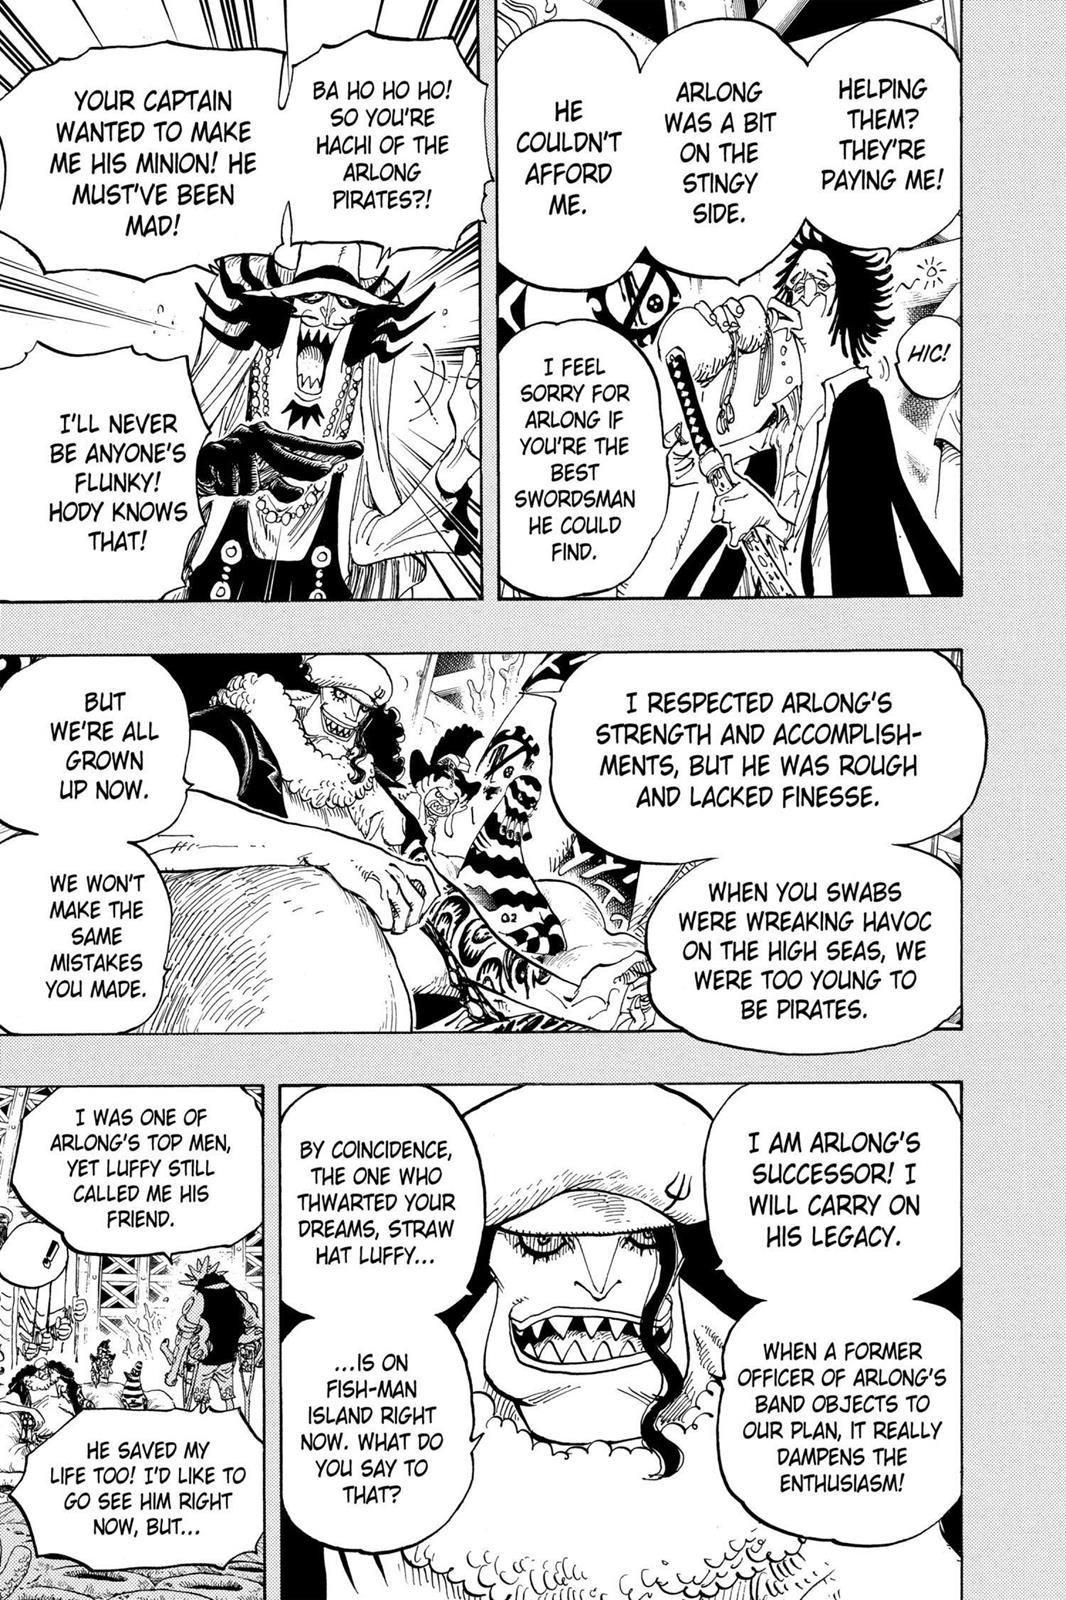 HELPING
THEM?
THEY'RE
PAYING ME!
ARLONG
WAS A BIT
ON THE
STINGY
SIDE.
HE
COULDN'T
AFFORD
ME.
HIC!
I FEEL
SORRY FOR
ARLONG IF
YOU'RE THE
BEST
SWORDSMAN
HE COULD
FIND.
BA HO HO HO!
SO YOU'RE
HACHI OF THE
ARLONG
PIRATES?!
YOUR CAPTAIN
WANTED TO MAKE
ME HIS MINION! HE
MUST'VE BEEN
MAD!
I'LL NEVER
BE ANYONE'S
FLUNKY!
HODY KNOWS
THAT!
I RESPECTED ARLONG'S
STRENGTH AND ACCOMPLISH-
MENTS, BUT HE WAS ROUGH
AND LACKED FINESSE.
WHEN YOU SWABS
WERE WREAKING HAVOC
ON THE HIGH SEAS, WE
WERE TOO YOUNG TO
BE PIRATES.
BUT
WE'RE ALL
GROWN
UP NOW.
WE WON'T
MAKE THE
SAME
MISTAKES
YOU MADE.
02
I AM ARLONG'S
SUCCESSOR! I
WILL CARRY ON
HIS LEGACY.
WHEN A FORMER
OFFICER OF ARLONG'S
BAND OBJECTS TO
OUR PLAN, IT REALLY
DAMPENS THE
ENTHUSIASM!
BY COINCIDENCE,
THE ONE WHO
THWARTED YOUR
DREAMS, STRAW
HAT LUFFY...
...IS ON
FISH-MAN
ISLAND RIGHT
NOW. WHAT DO
YOU SAY TO
THAT?
I WAS ONE OF
ARLONG'S TOP MEN,
YET LUFFY STILL
CALLED ME HIS
FRIEND.
HE SAVED MY
LIFE TOO! I'D LIKE TO
GO SEE HIM RIGHT
NOW, BUT...